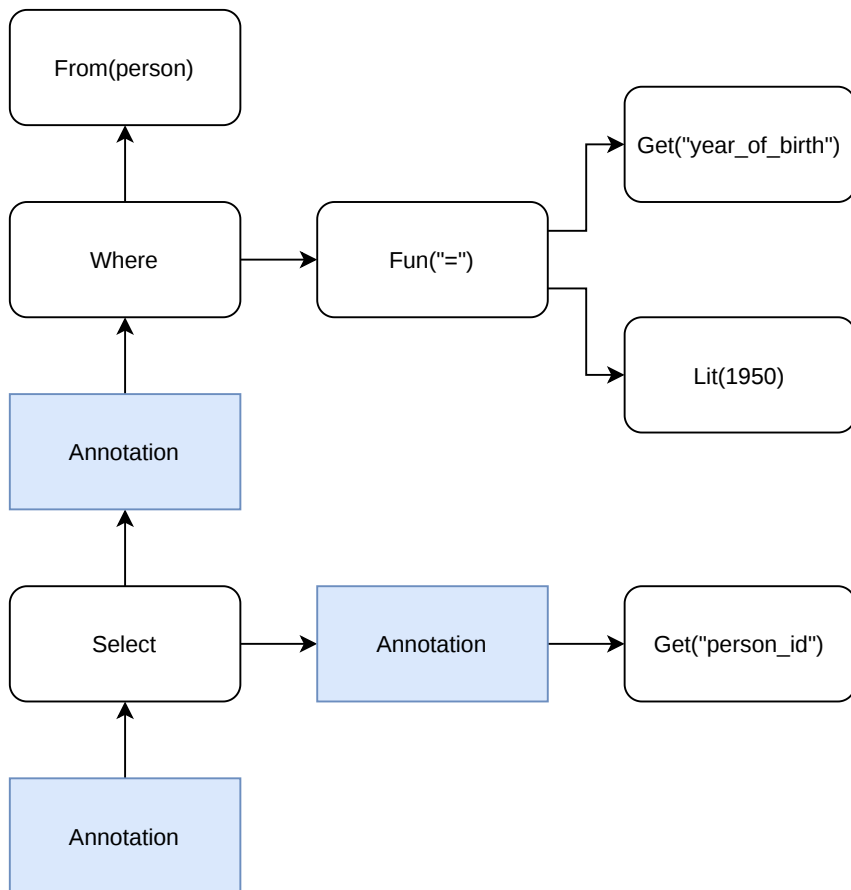 From(person)
Get("year_of_birth")
Where
Fun("=")
Lit(1950)
Annotation
Select
Annotation
Get("person_id")
Annotation